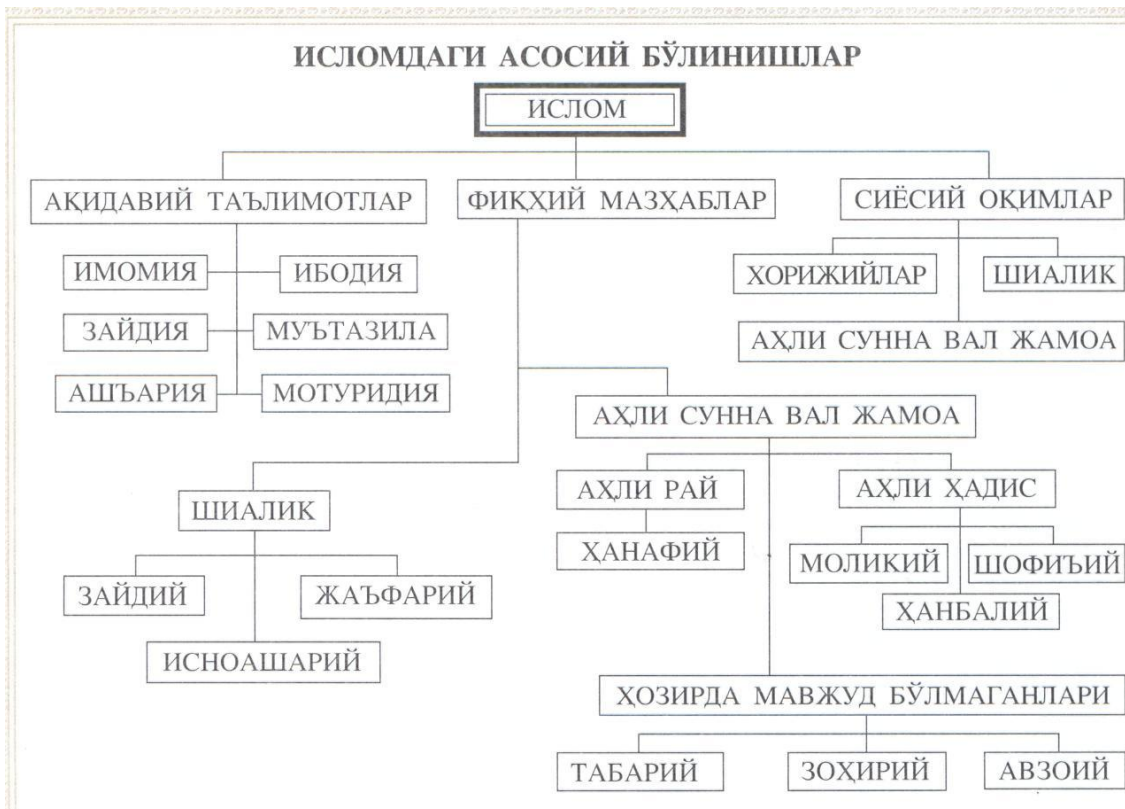 ИСЛОМДАГИ АСОСИЙ БЎЛИНИШЛАР
ИСЛОМ
АҚИДАВИЙ ТАЪЛИМОТЛАР
ФИҚҲИЙ МАЗҲАБЛАР
СИЁСИЙ ОҚИМЛАР
ИМОМИЯ
ИБОДИЯ
ЗАЙДИЯ
МУЪТАЗИЛА
АШЪАРИЯ
МОТУРИДИЯ
ХОРИЖИЙЛАР
ШИАЛИК
АҲЛИ СУННА ВАЛ ЖАМОА
АҲЛИ СУННА ВАЛ ЖАМОА
АҲЛИ РАЙ
АҲЛИ ҲАДИС
ҲАНАФИЙ
МОЛИКИЙ
ШОФИЪИЙ
ҲАНБАЛИЙ
ШИАЛИК
ЗАЙДИЙ
ЖАЪФАРИЙ
ИСНОАШАРИЙ
ҲОЗИРДА МАВЖУД БЎЛМАГАНЛАРИ
ТАБАРИЙ
ЗОҲИРИЙ
АВЗОИЙ